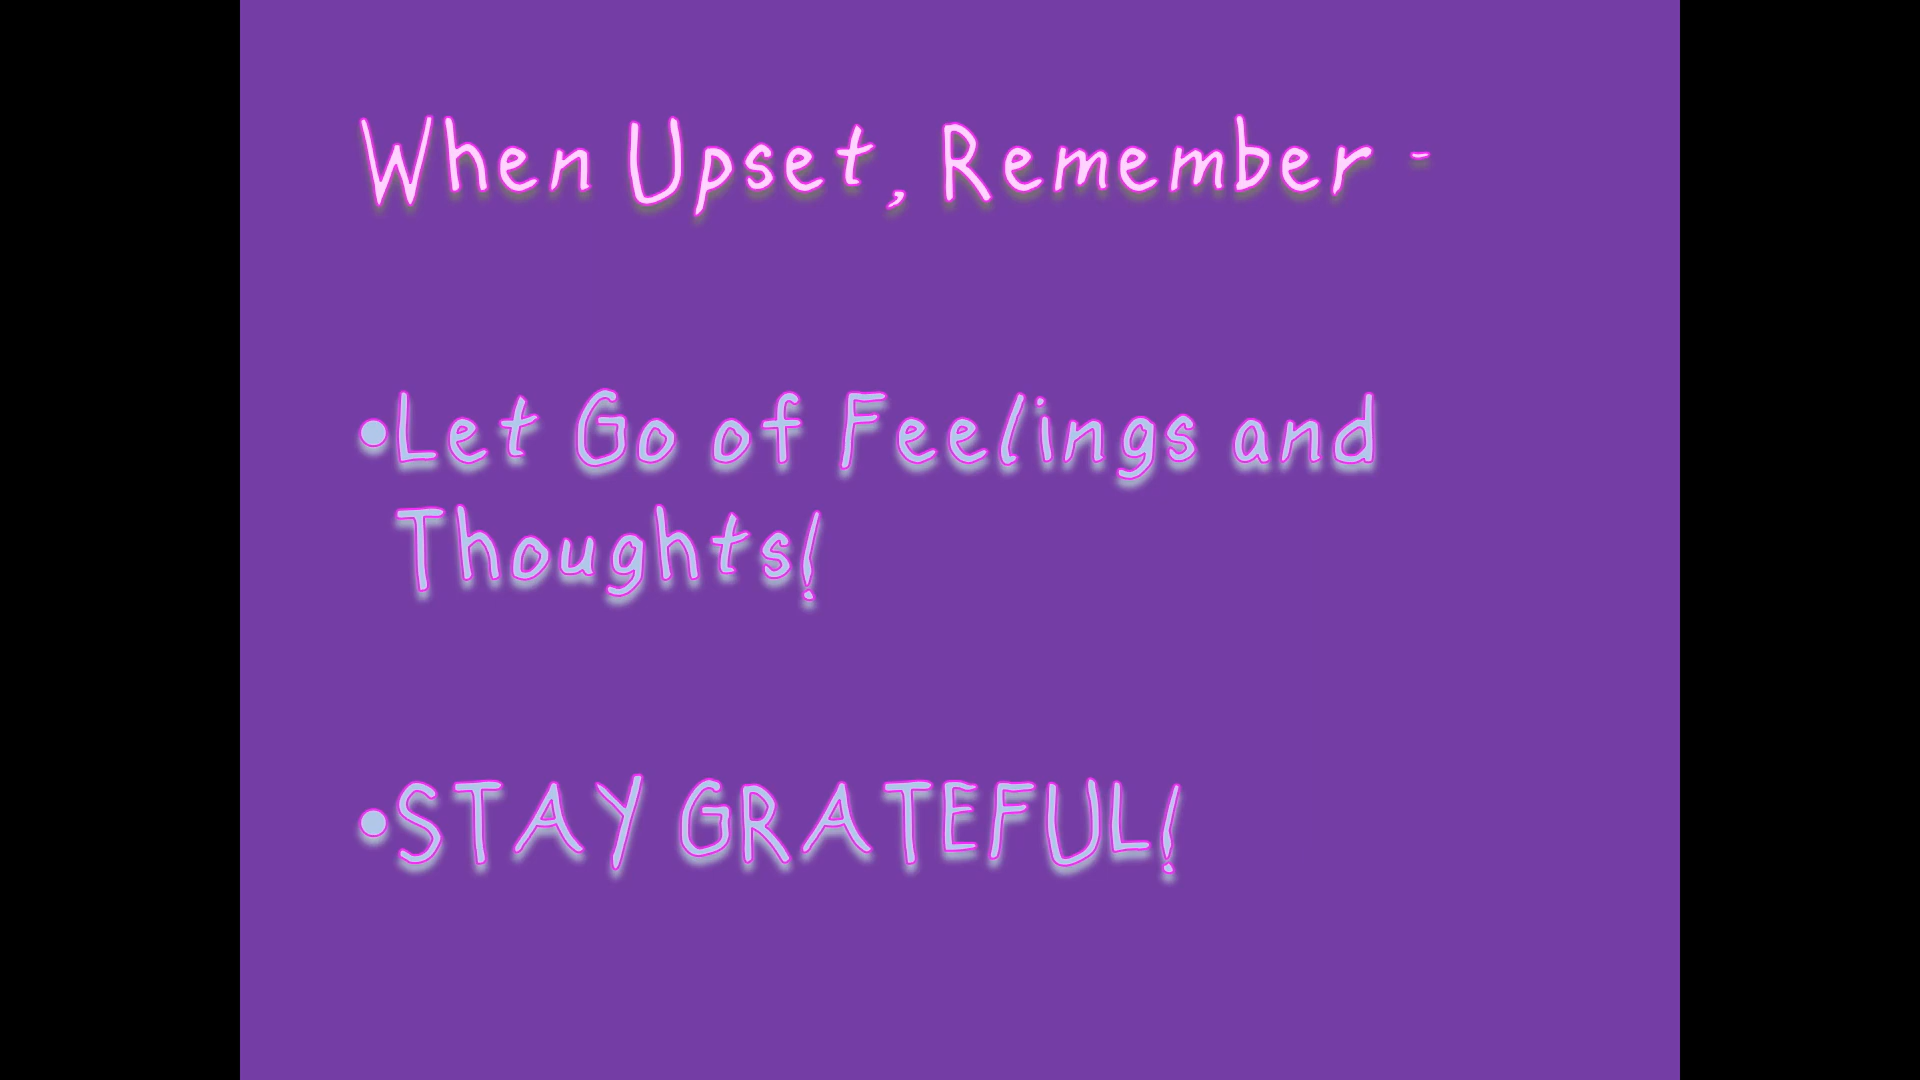 When Upset, Remember -
•Let Go of Feelings and
Thoughts!
•STAY GRATEFUL!